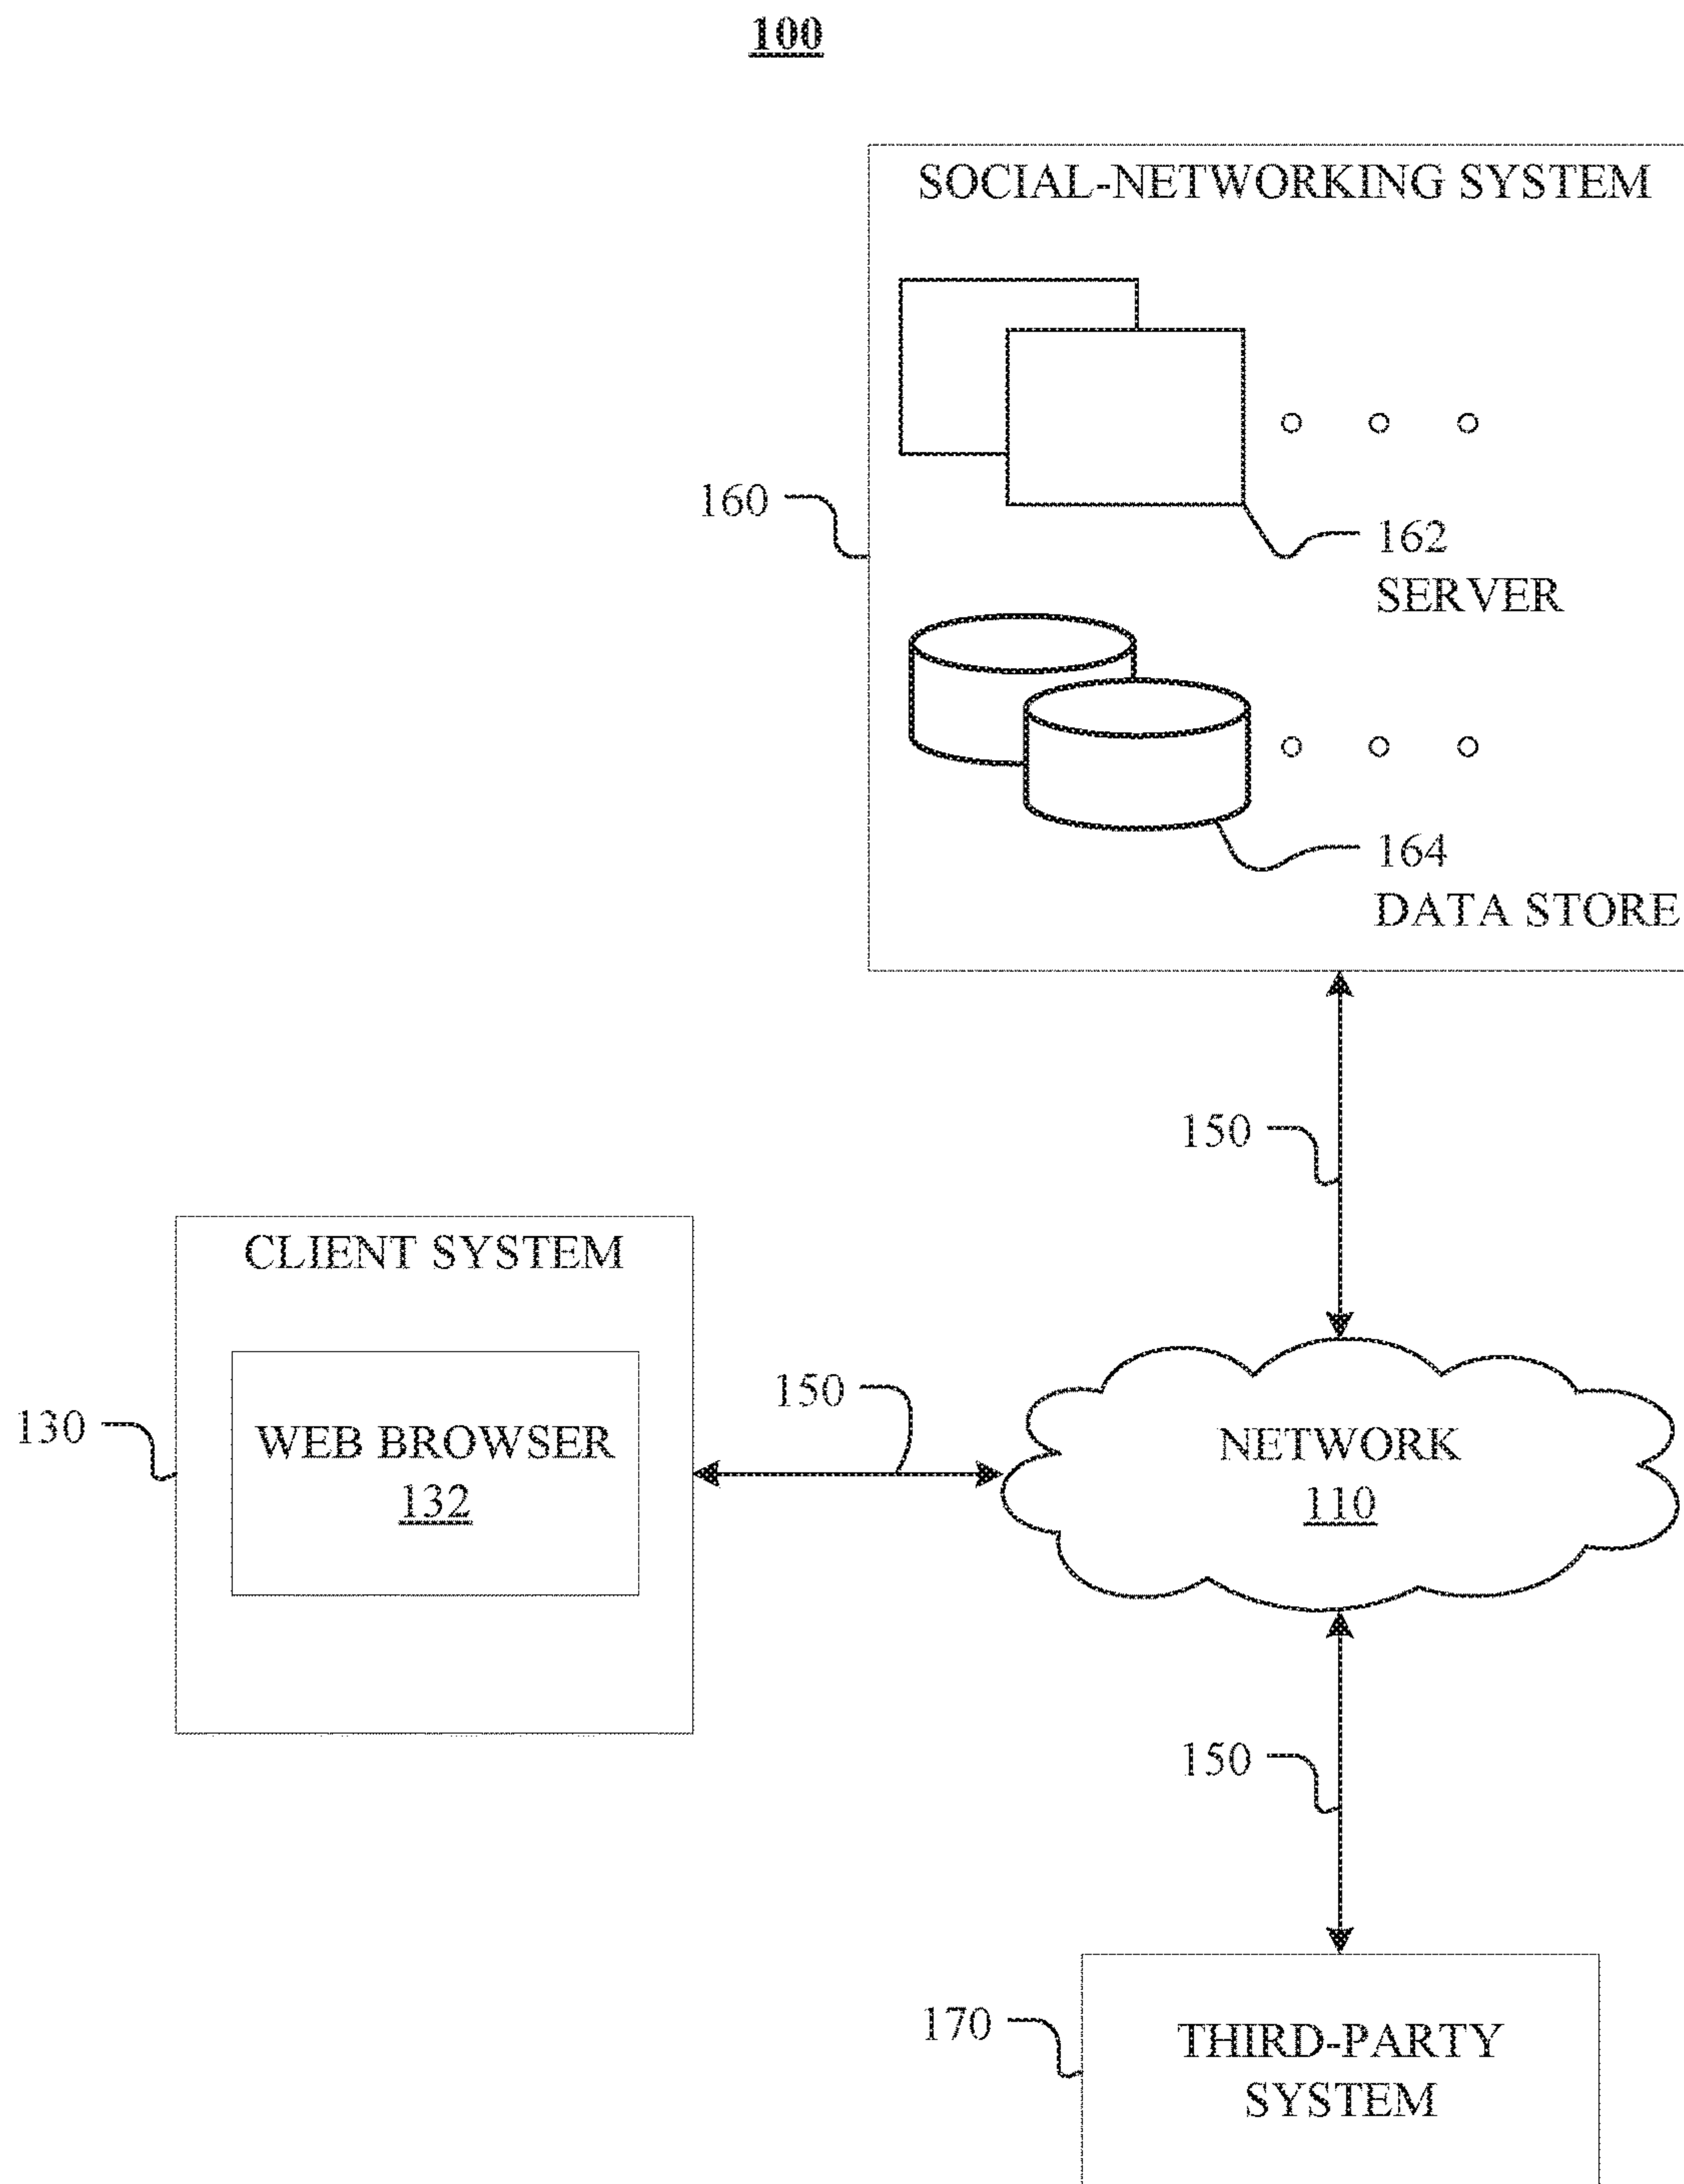 100
SOCIAL-NETWORKING SYSTEM
160
162
SERVER
164
DATA STORE
150
CLIENT SYSTEM
130
WEB BROWSER
132
150
NETWORK
110
150
170
THIRD-PARTY
SYSTEM